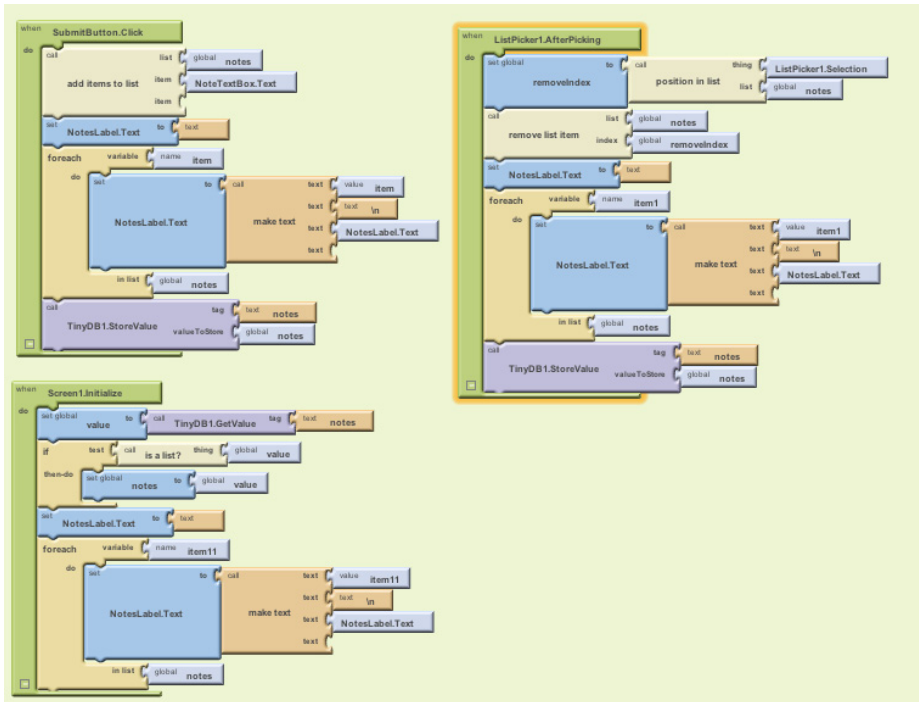 when SubmitButton.Click
do
call add items to list list global notes
item NoteTextBox.Text
item
set NotesLabel.Text to text
foreach variable name item
do
set NotesLabel.Text to call make text text value item
text text \n
text NotesLabel.Text
text
in list global notes
call TinyDB1.StoreValue tag text notes
valueToStore global notes
when Screen1.Initialize
do
set global value to call TinyDB1.GetValue tag text notes
if test call is a list? thing global value
then-do set global notes to global value
set NotesLabel.Text to text
foreach variable name item11
do
set NotesLabel.Text to call make text text value item11
text text \n
text NotesLabel.Text
text
in list global notes
when ListPicker1.AfterPicking
do
set global removeIndex to call position in list thing ListPicker1.Selection
list global notes
call remove list item list global notes
index global removeIndex
set NotesLabel.Text to text
foreach variable name item1
do
set NotesLabel.Text to call make text text value item1
text text \n
text NotesLabel.Text
text
in list global notes
call TinyDB1.StoreValue tag text notes
valueToStore global notes